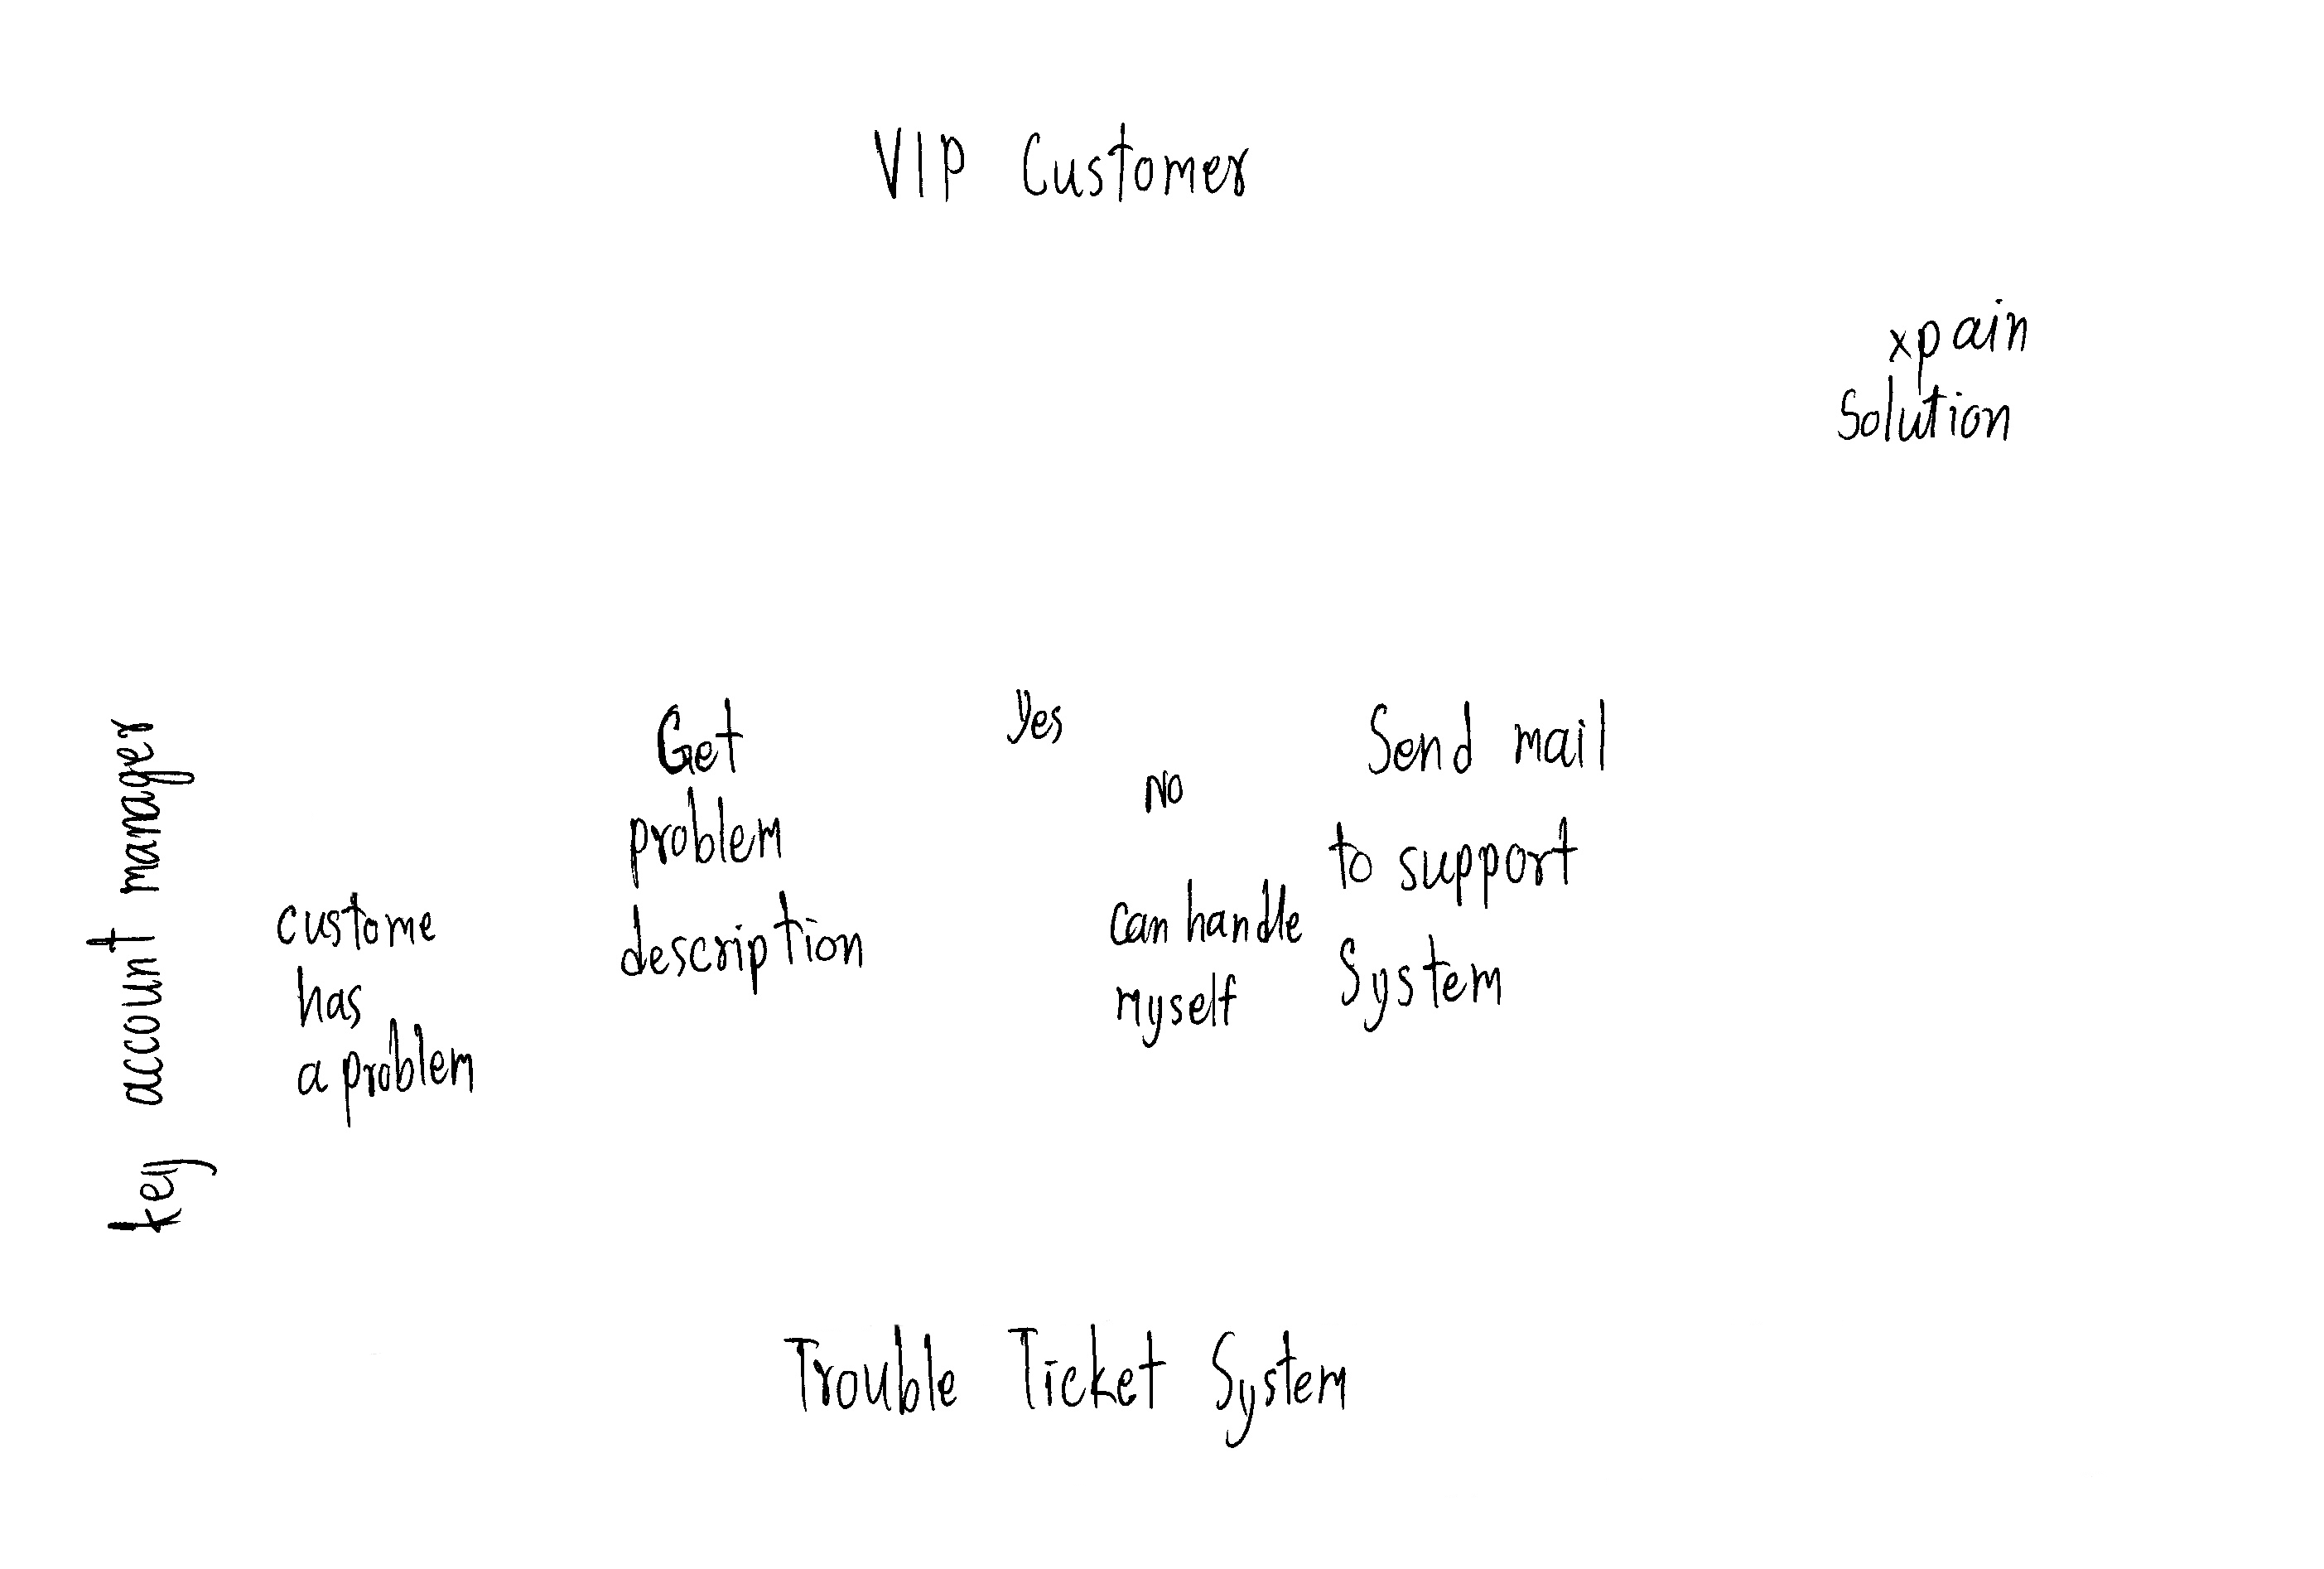 VIP Customer
xpain
Solution
key account manager
custome
has
a problem
Get
problem
description
Yes
NO
can handle
myself
Send mail
to support
System
Trouble Ticket System